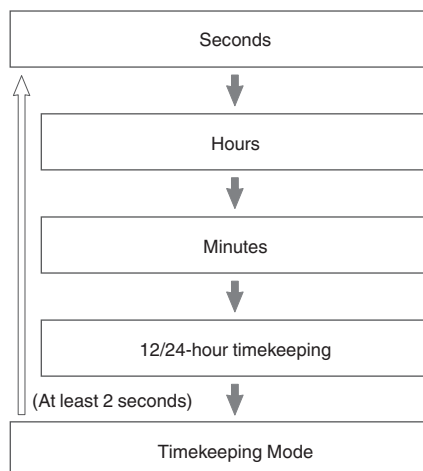 Seconds
Hours
Minutes
12/24-hour timekeeping
(At least 2 seconds)
Timekeeping Mode